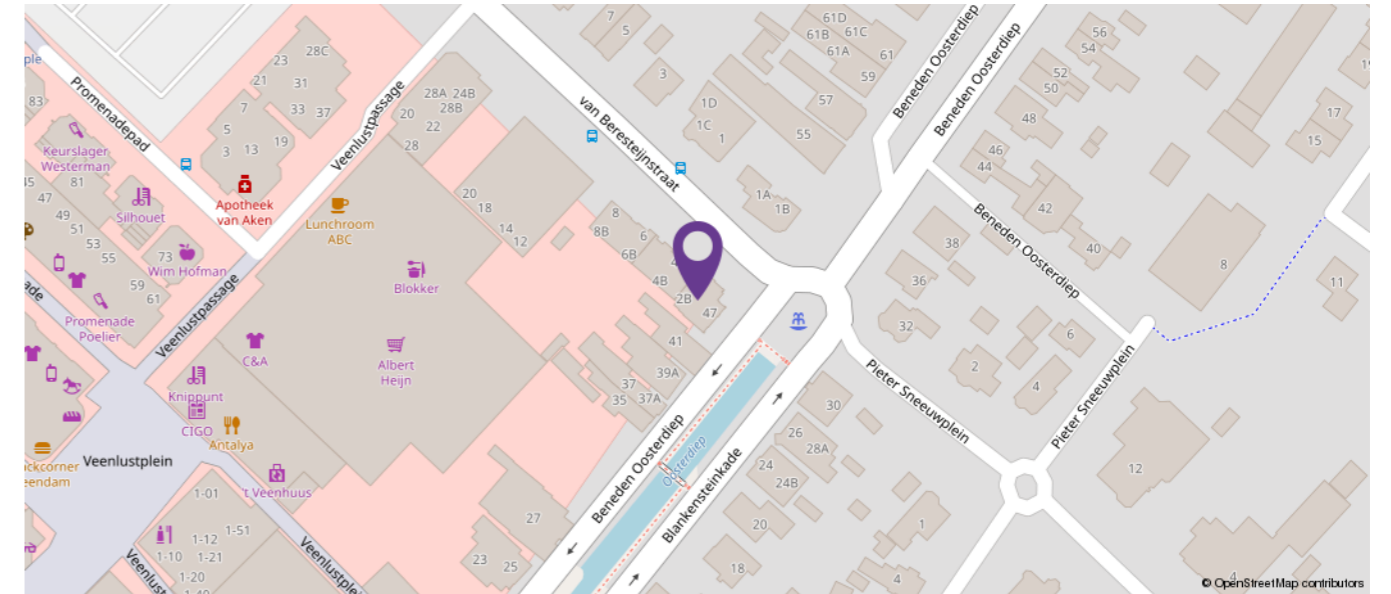 7
5
61D
61B
61C
61A
61
59
57
55
3
1D
1C
1
1A
1B
van Beresteijnstraat
Beneden Oosterdiep
Beneden Oosterdiep
56
54
52
50
48
46
44
42
40
17
15
23
28C
21
31
33
37
7
5
3
13
19
Promenadepad
Veenlustpassage
28A
24B
28B
20
22
28
83
Keurslager
Westerman
81
45
47
49
51
53
55
Silhouet
Apotheek
van Aken
Lunchroom
ABC
73
Wim Hofman
59
61
Promenade
Poelier
Veenlustpassage
20
18
14
12
8
8B
6
6B
4B
2B
47
Blokker
C&A
Albert
Heijn
Knippunt
CIGO
Antalya
41
39A
37
37A
35
Beneden Oosterdiep
38
36
32
8
11
6
2
4
Pieter Sneeuwplein
Pieter Sneeuwplein
Beneden Oosterdiep
Oosterdiep
Blankensteinkade
30
26
28A
24
24B
20
18
1
4
12
4
Veenlustplein
't Veenhuus
1-01
1-12
1-51
1-10
1-21
1-20
27
23
25
© OpenStreetMap contributors